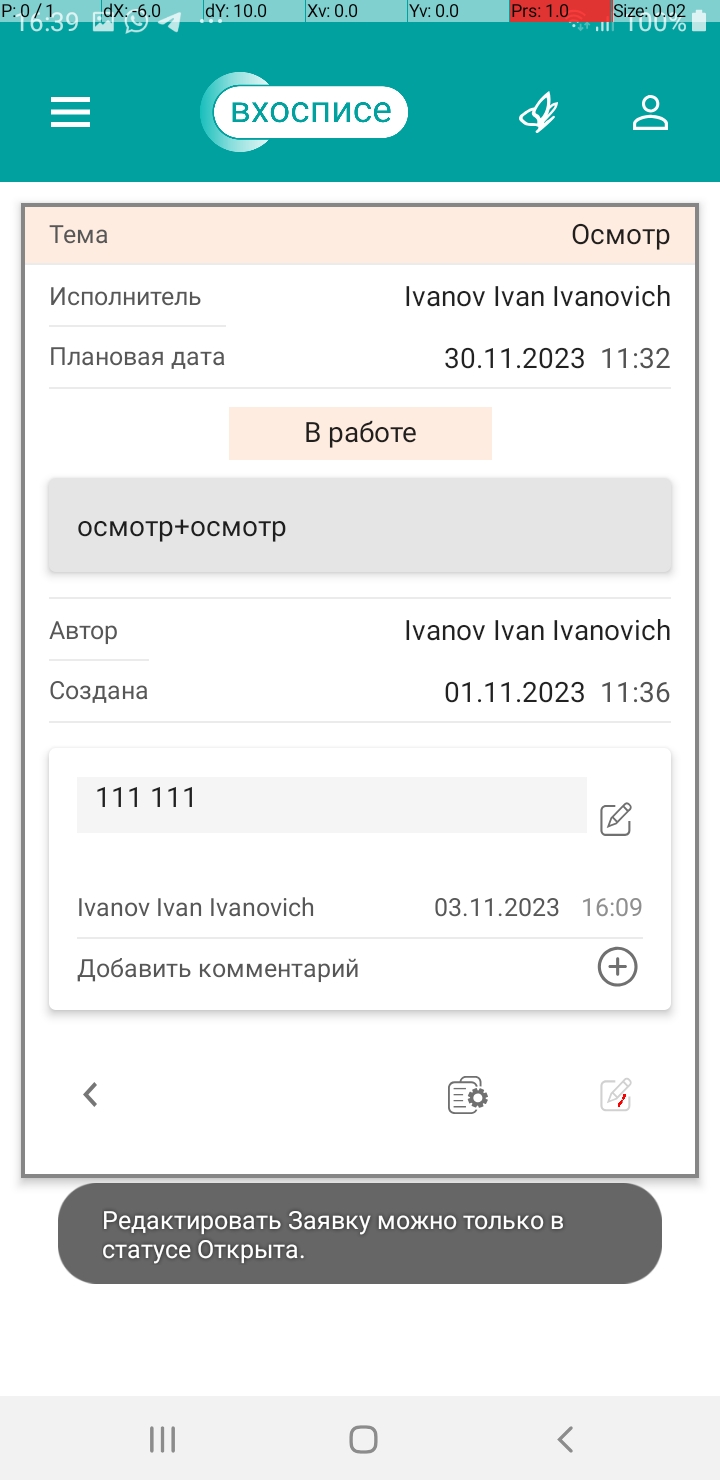 P: 0 / 1 dX: -6.0 dY: 10.0 Xv: 0.0 Yv: 0.0 Prs: 1.0 Size: 0.02
16:39 100%
вхосписе
Тема Осмотр
Исполнитель Ivanov Ivan Ivanovich
Плановая дата 30.11.2023 11:32
В работе
осмотр+осмотр
Автор Ivanov Ivan Ivanovich
Создана 01.11.2023 11:36
111 111
Ivanov Ivan Ivanovich 03.11.2023 16:09
Добавить комментарий
Редактировать Заявку можно только в
статусе Открыта.